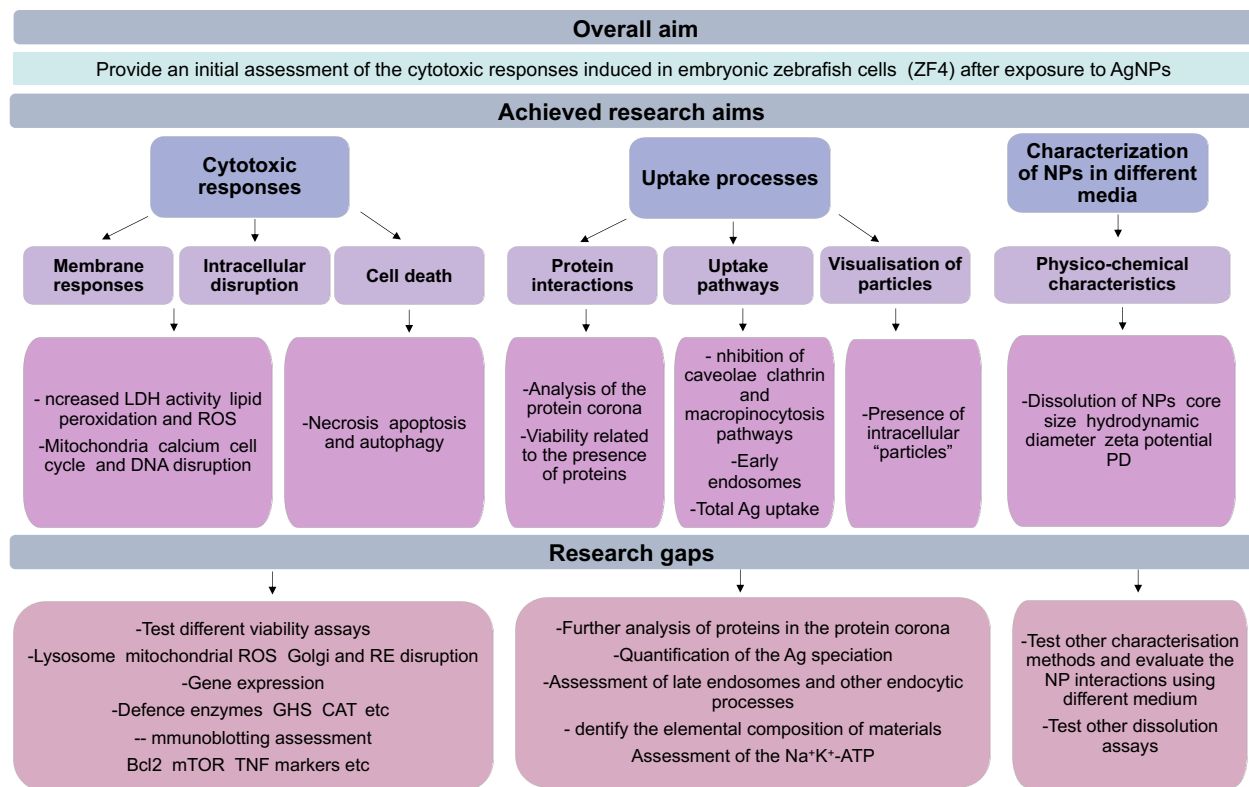 Overall aim
Provide an initial assessment of the cytotoxic responses induced in embryonic zebrafish cells (ZF4) after exposure to AgNPs
Achieved research aims
Cytotoxic
responses
Uptake processes
Characterization
of NPs in different
media
Membrane
responses
Intracellular
disruption
Cell death
Protein
interactions
Uptake
pathways
Visualisation of
particles
Physico-chemical
characteristics
- ncreased LDH activity lipid
peroxidation and ROS
-Mitochondria calcium cell
cycle and DNA disruption
-Necrosis apoptosis
and autophagy
-Analysis of the
protein corona
-Viability related
to the presence
of proteins
- nhibition of
caveolae clathrin
and
macropinocytosis
pathways
-Early
endosomes
-Total Ag uptake
-Presence of
intracellular
“particles”
-Dissolution of NPs core
size hydrodynamic
diameter zeta potential
PD
Research gaps
-Test different viability assays
-Lysosome mitochondrial ROS Golgi and RE disruption
-Gene expression
-Defence enzymes GHS CAT etc
-- mmunoblotting assessment
Bcl2 mTOR TNF markers etc
-Further analysis of proteins in the protein corona
-Quantification of the Ag speciation
-Assessment of late endosomes and other endocytic
processes
- dentify the elemental composition of materials
Assessment of the Na⁺K⁺-ATP
-Test other characterisation
methods and evaluate the
NP interactions using
different medium
-Test other dissolution
assays